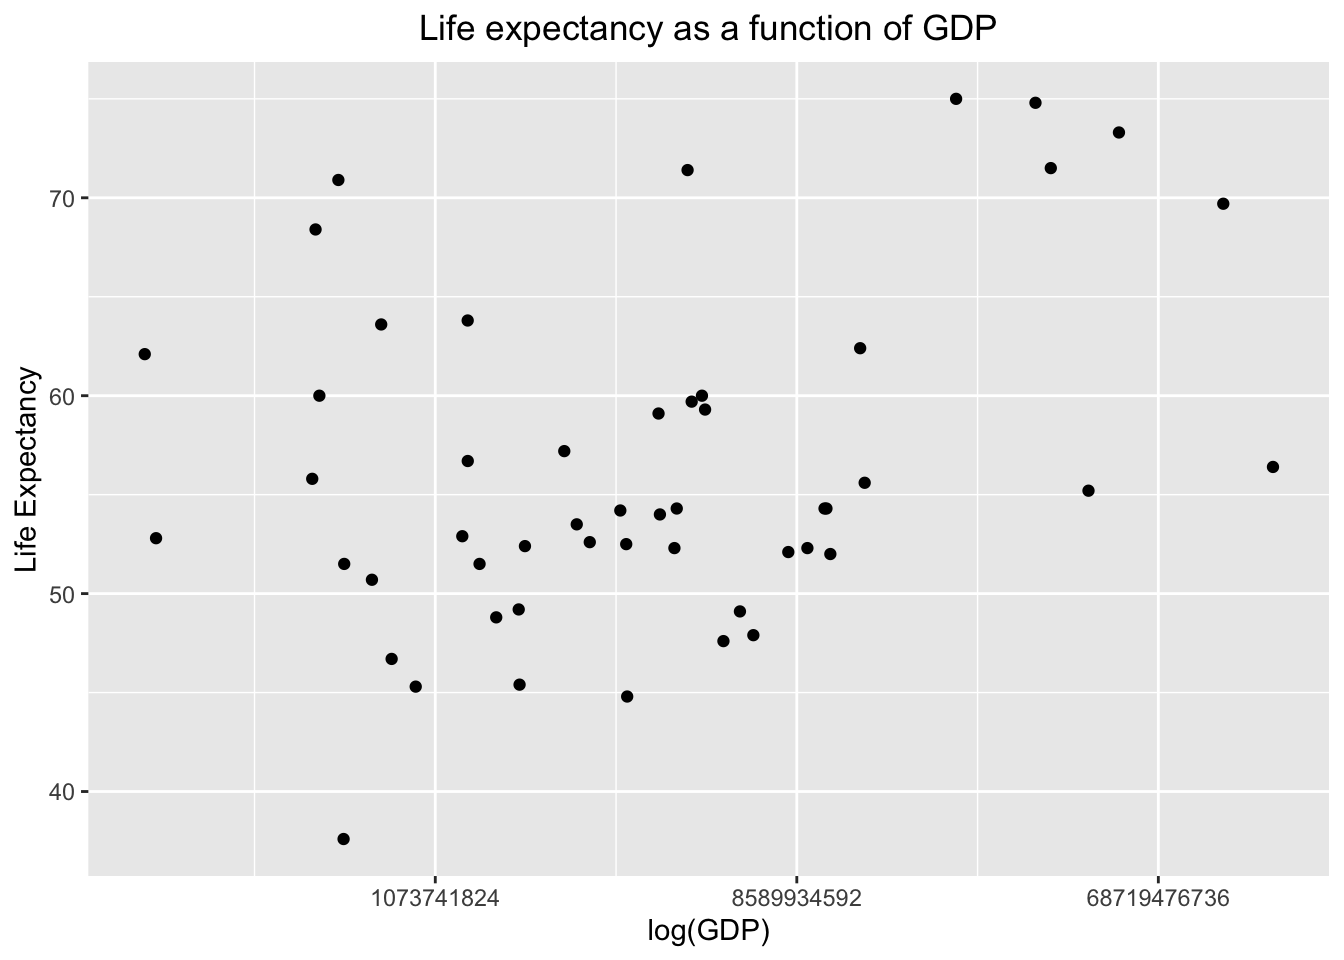 Life expectancy as a function of GDP
Life Expectancy
70
60
50
40
1073741824
8589934592
68719476736
log(GDP)